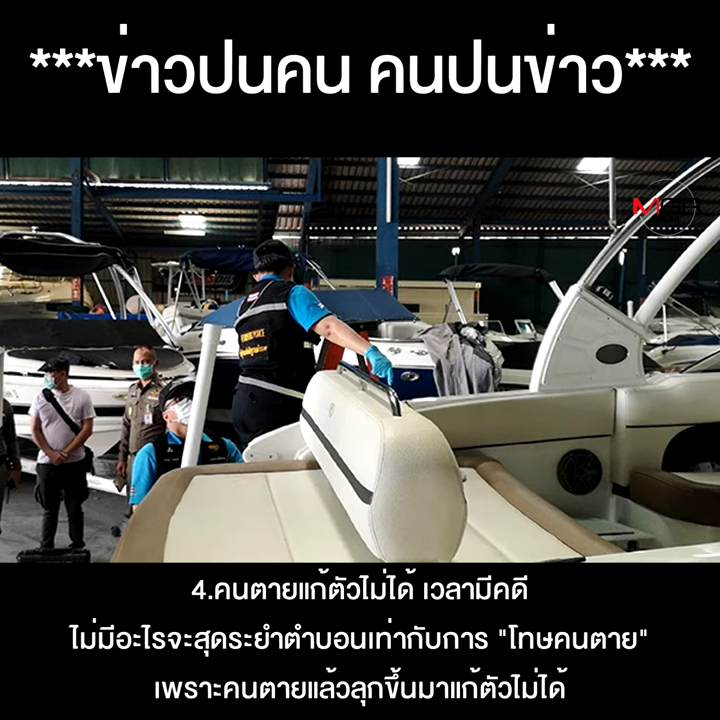 ***ข่าวปนคน คนปนข่าว***
4.คนตายแก้ตัวไม่ได้ เวลามีคดี
ไม่มีอะไรจะสุดระยำตำบอนเท่ากับการ "โทษคนตาย"
เพราะคนตายแล้วลุกขึ้นมาแก้ตัวไม่ได้